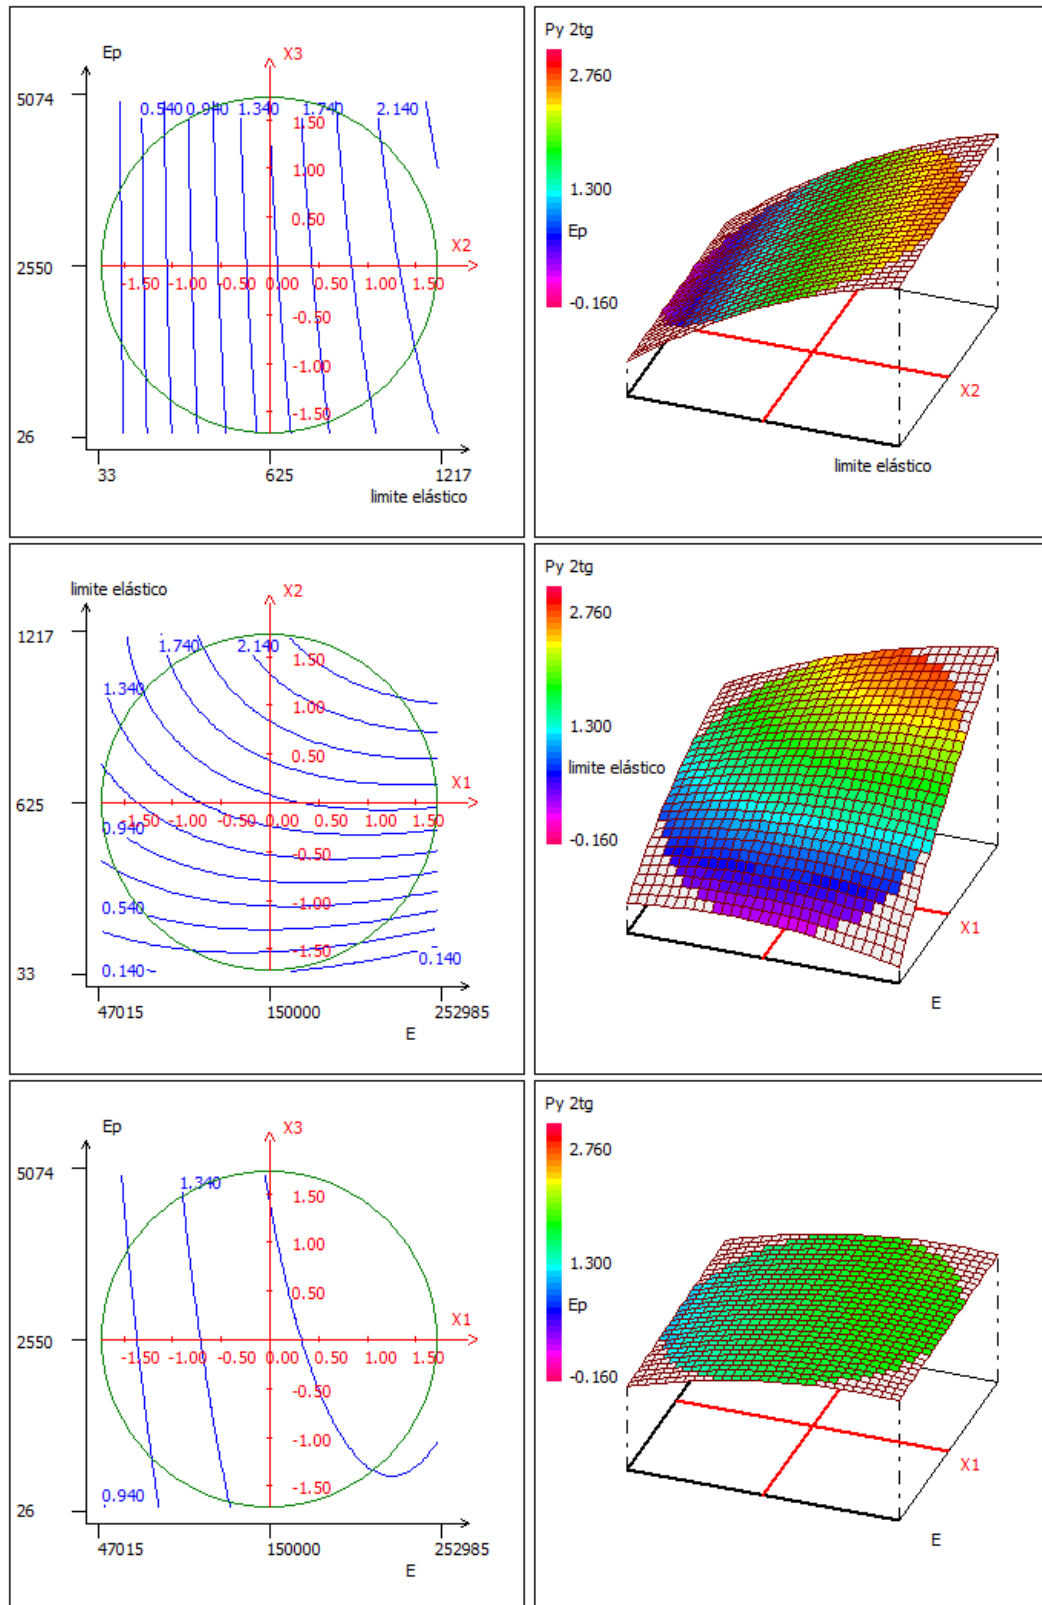 Ep
X3
5074
0.540 0.940 1.340 1.740 2.140
1.50
1.00
0.50
X2
2550
-1.50 -1.00 -0.50 0.00 0.50 1.00 1.50
-0.50
-1.00
-1.50
26
33 625 1217
limite elástico
Py 2tg
2.760
1.300
Ep
-0.160
X2
limite elástico
limite elástico
X2
1217
1.740 2.140
1.50
1.340
1.00
0.50
X1
625
-1.50 -1.00 -0.50 0.00 0.50 1.00 1.50
0.940
-0.50
0.540
-1.00
-1.50
0.140
0.140
33
47015 150000 252985
E
Py 2tg
2.760
1.300
limite elástico
-0.160
X1
E
Ep
X3
5074
1.340
1.50
1.00
0.50
X1
2550
-1.50 -1.00 -0.50 0.00 0.50 1.00 1.50
-0.50
-1.00
-1.50
0.940
26
47015 150000 252985
E
Py 2tg
2.760
1.300
Ep
-0.160
X1
E